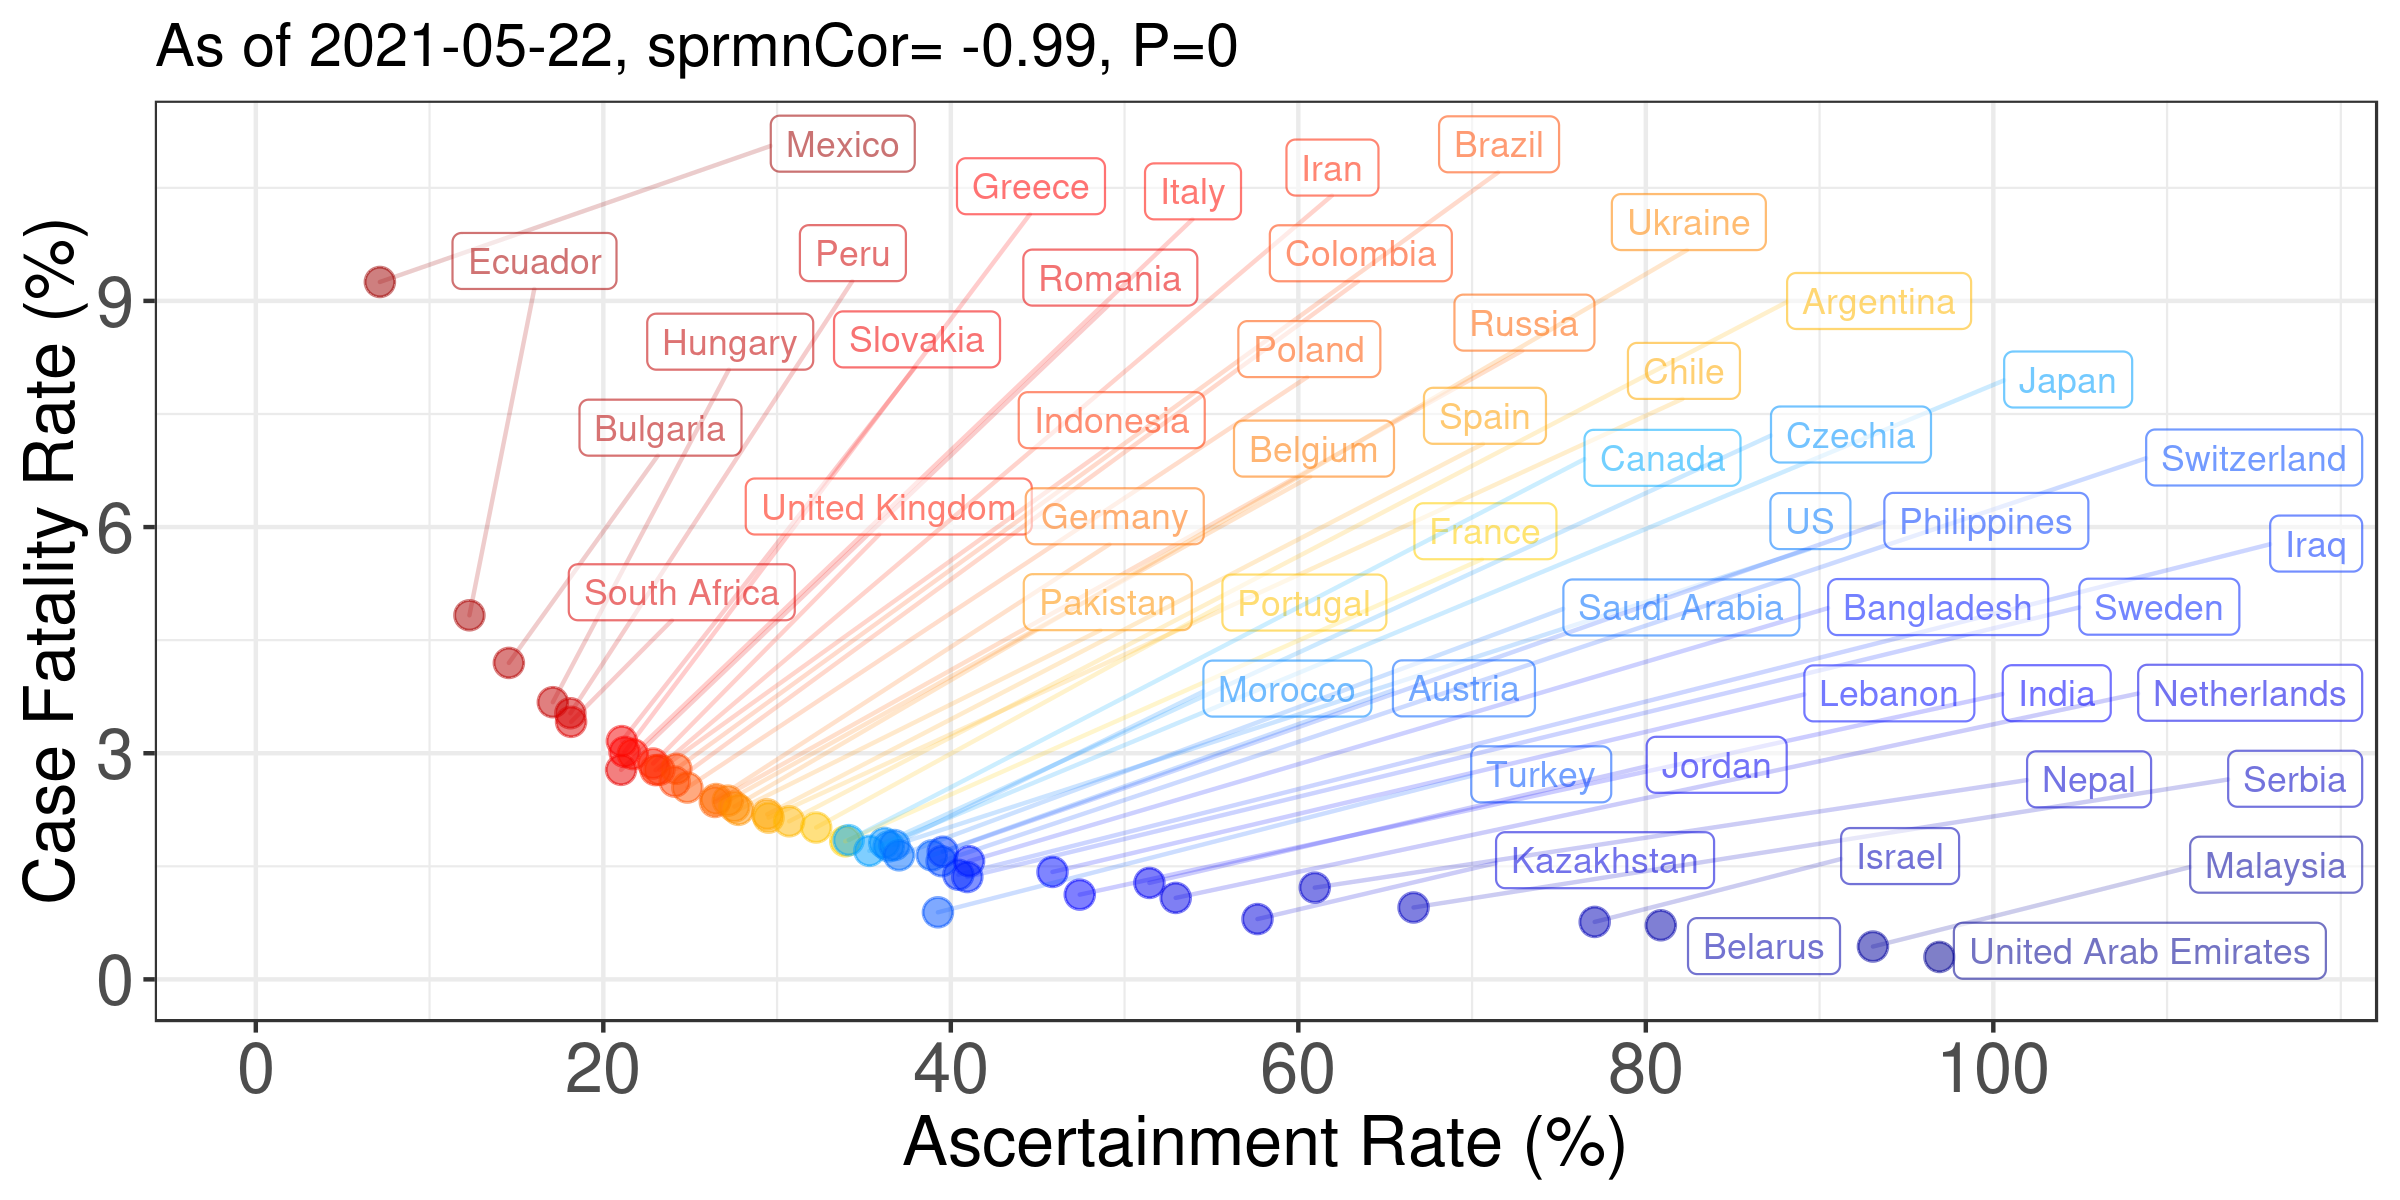 As of 2021-05-22, sprmnCor= -0.99, P=0
Case Fatality Rate (%)
9
6
3
0
Mexico
Brazil
Iran
Greece
Italy
Ukraine
Ecuador
Peru
Colombia
Romania
Argentina
Russia
Hungary
Slovakia
Poland
Chile
Japan
Bulgaria
Indonesia
Spain
Czechia
Belgium
Canada
Switzerland
United Kingdom
Germany
France
US
Philippines
Iraq
South Africa
Pakistan
Portugal
Saudi Arabia
Bangladesh
Sweden
Morocco
Austria
Lebanon
India
Netherlands
Turkey
Jordan
Nepal
Serbia
Kazakhstan
Israel
Malaysia
Belarus
United Arab Emirates
0
20
40
60
80
100
Ascertainment Rate (%)